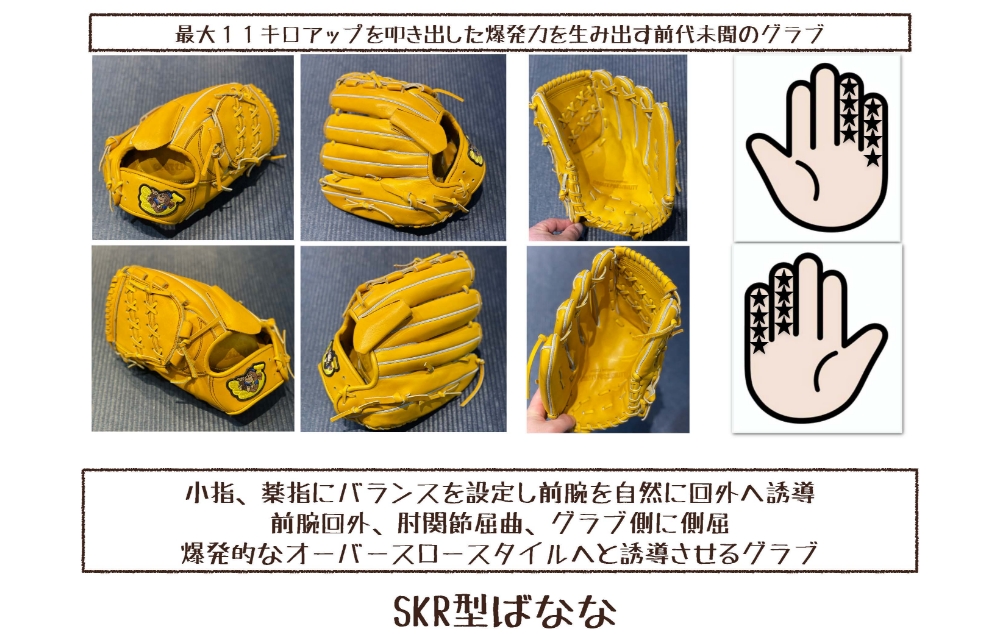 最大11キロアップを叩き出した爆発力を生み出す前代未聞のグラブ
小指、薬指にバランスを設定し前腕を自然に回外へ誘導
前腕回外、肘関節屈曲、グラブ側に側屈
爆発的なオーバースロースタイルへと誘導させるグラブ
SKR型ばなな